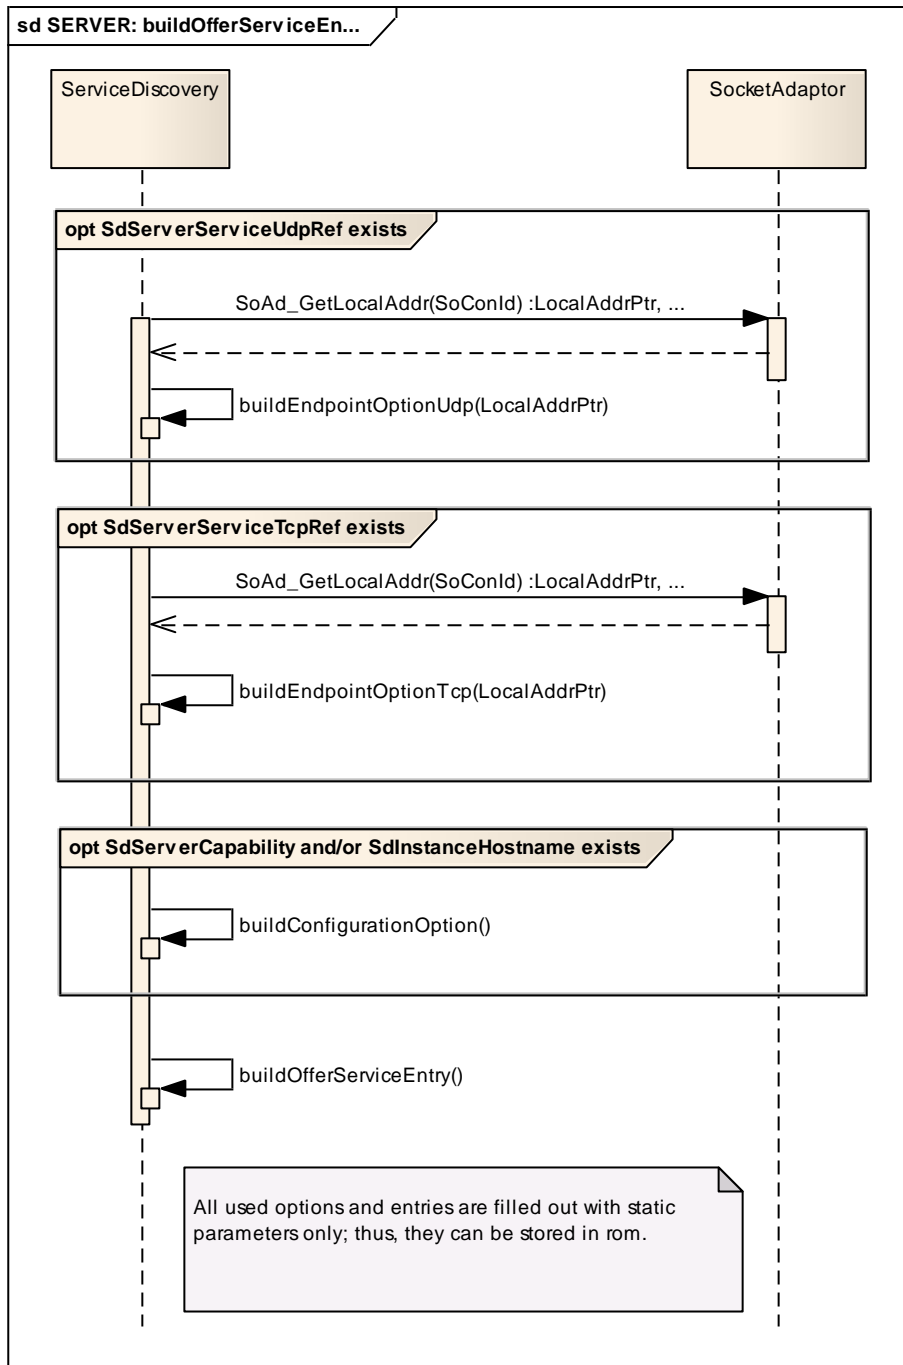 sd SERVER: buildOfferServiceEn...
ServiceDiscovery
SocketAdaptor
opt SdServerServiceUdpRef exists
SoAd_GetLocalAddr(SoConId) :LocalAddrPtr, ...
buildEndpointOptionUdp(LocalAddrPtr)
opt SdServerServiceTcpRef exists
SoAd_GetLocalAddr(SoConId) :LocalAddrPtr, ...
buildEndpointOptionTcp(LocalAddrPtr)
opt SdServerCapability and/or SdInstanceHostname exists
buildConfigurationOption()
buildOfferServiceEntry()
All used options and entries are filled out with static
parameters only; thus, they can be stored in rom.